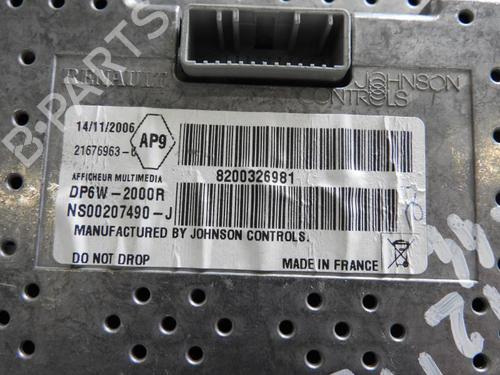 RENAULT
JOHNSON
CONTROLS
14/11/2006
AP9
21676963-
8200326981
AFFICHEUR MULTIMEDIA
DP6W-2000R
NS00207490-J
MANUFACTURED BY JOHNSON CONTROLS.
DO NOT DROP
MADE IN FRANCE
B-PARTS